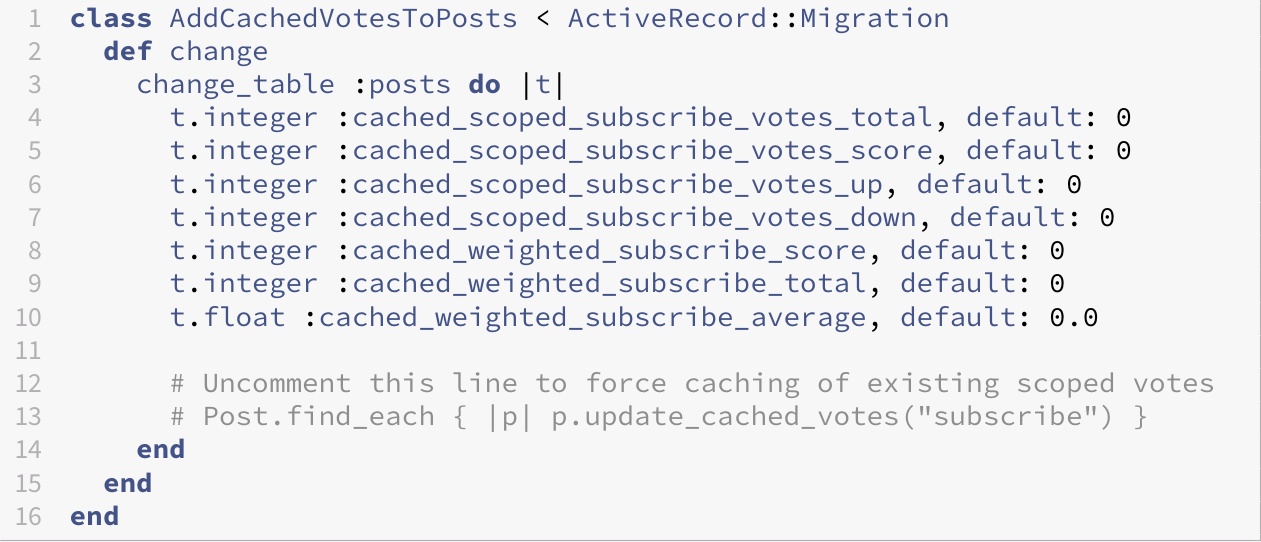 1 class AddCachedVotesToPosts < ActiveRecord::Migration
2   def change
3     change_table :posts do |t|
4       t.integer :cached_scoped_subscribe_votes_total, default: 0
5       t.integer :cached_scoped_subscribe_votes_score, default: 0
6       t.integer :cached_scoped_subscribe_votes_up, default: 0
7       t.integer :cached_scoped_subscribe_votes_down, default: 0
8       t.integer :cached_weighted_subscribe_score, default: 0
9       t.integer :cached_weighted_subscribe_total, default: 0
10       t.float :cached_weighted_subscribe_average, default: 0.0
11
12       # Uncomment this line to force caching of existing scoped votes
13       # Post.find_each { |p| p.update_cached_votes("subscribe") }
14     end
15   end
16 end